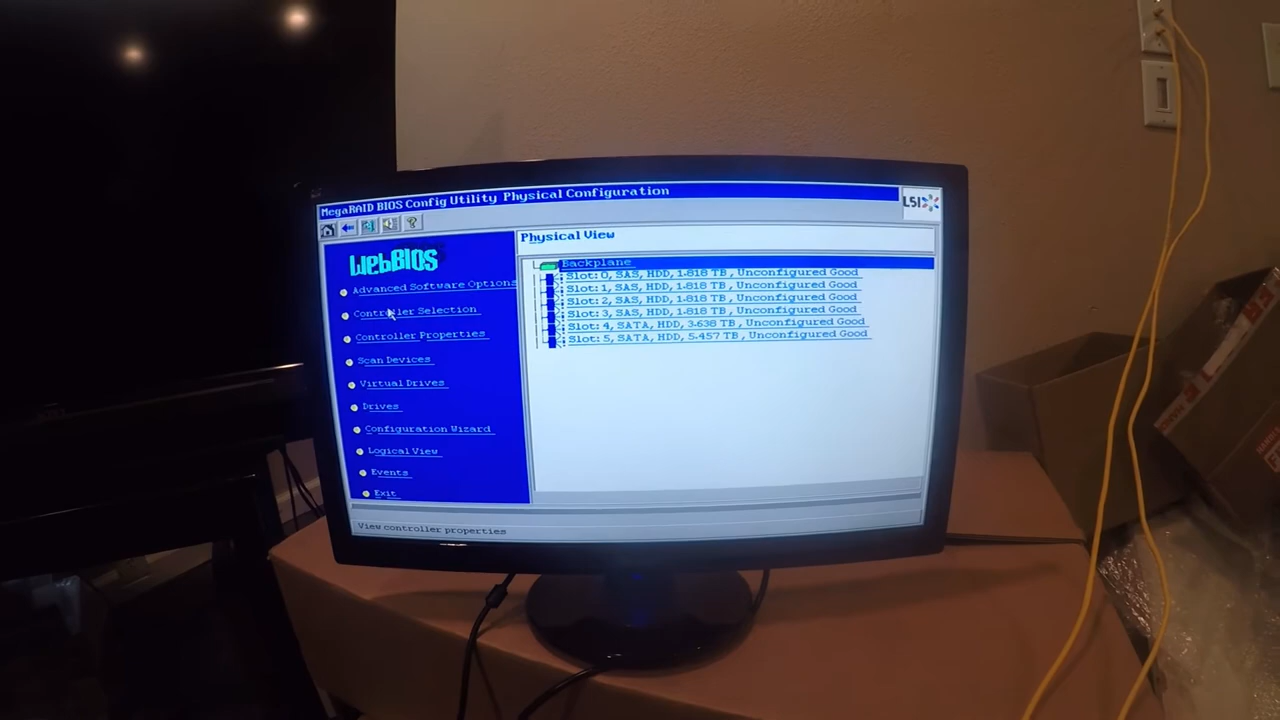 MegaRAID BIOS Config Utility Physical Configuration
LSI
?
WebBIOS
Physical View
Advanced Software Options
Controller Selection
Controller Properties
Scan Devices
Virtual Drives
Drives
Configuration Wizard
Logical View
Events
Exit
Backplane
Slot: 0, SAS, HDD, 1.818 TB, Unconfigured Good
Slot: 1, SAS, HDD, 1.818 TB, Unconfigured Good
Slot: 2, SAS, HDD, 1.818 TB, Unconfigured Good
Slot: 3, SAS, HDD, 1.818 TB, Unconfigured Good
Slot: 4, SATA, HDD, 3.638 TB, Unconfigured Good
Slot: 5, SATA, HDD, 5.457 TB, Unconfigured Good
View controller properties